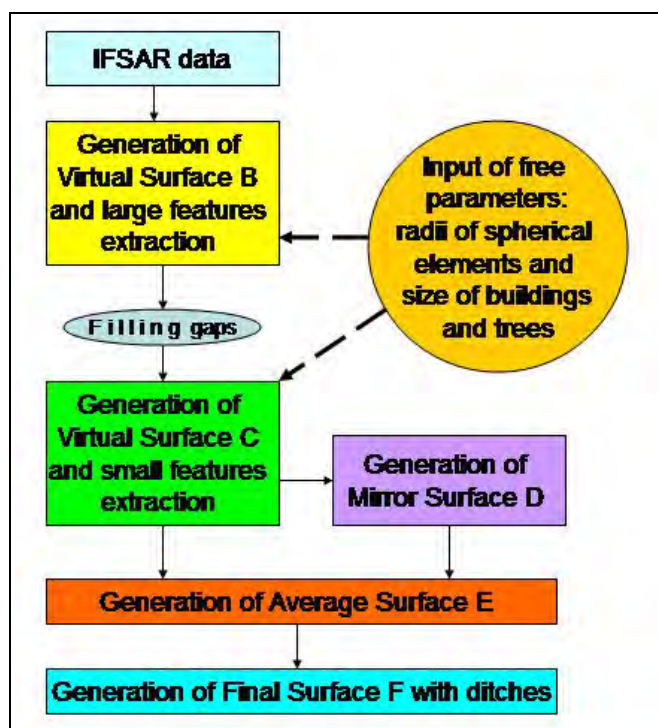 IFSAR data
Generation of
Virtual Surface B
and large features
extraction
Input of free
parameters:
radii of spherical
elements and
size of buildings
and trees
Filling gaps
Generation of
Virtual Surface C
and small features
extraction
Generation of
Mirror Surface D
Generation of Average Surface E
Generation of Final Surface F with ditches